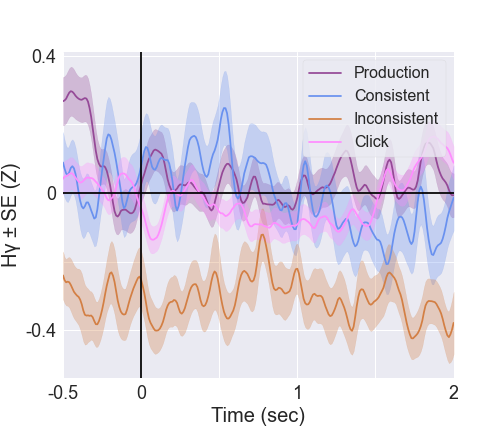 0.4
Production
Consistent
Inconsistent
Click
Hγ ± SE (Z)
0
-0.4
-0.5
0
1
2
Time (sec)